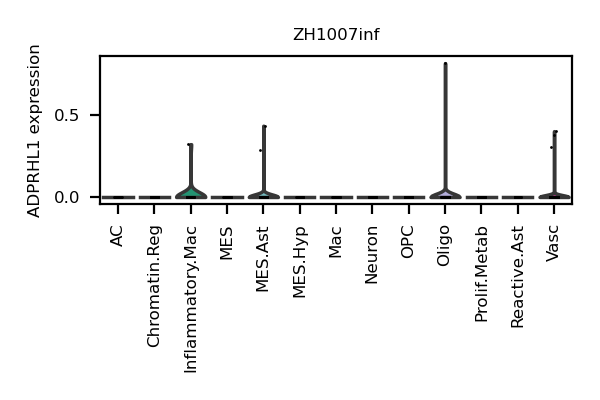 ZH1007inf
ADPRHL1 expression
0.5
0.0
AC
Chromatin.Reg
Inflammatory.Mac
MES
MES.Ast
MES.Hyp
Mac
Neuron
OPC
Oligo
Prolif.Metab
Reactive.Ast
Vasc